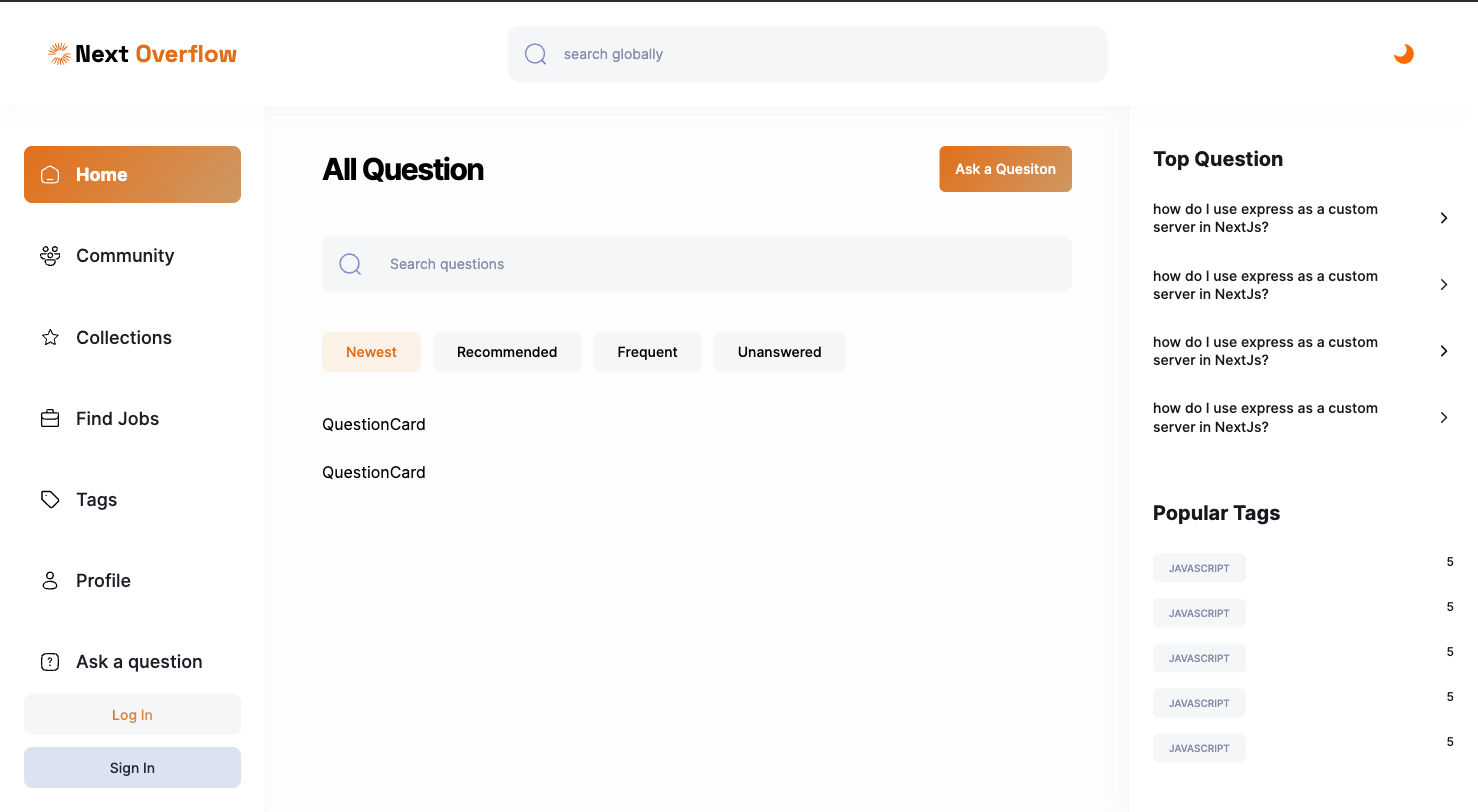 Next Overflow
search globally
Home
Community
Collections
Find Jobs
Tags
Profile
Ask a question
Log In
Sign In
All Question
Ask a Quesiton
Search questions
Newest
Recommended
Frequent
Unanswered
QuestionCard
QuestionCard
Top Question
how do I use express as a custom
server in NextJs?
how do I use express as a custom
server in NextJs?
how do I use express as a custom
server in NextJs?
how do I use express as a custom
server in NextJs?
Popular Tags
JAVASCRIPT 5
JAVASCRIPT 5
JAVASCRIPT 5
JAVASCRIPT 5
JAVASCRIPT 5